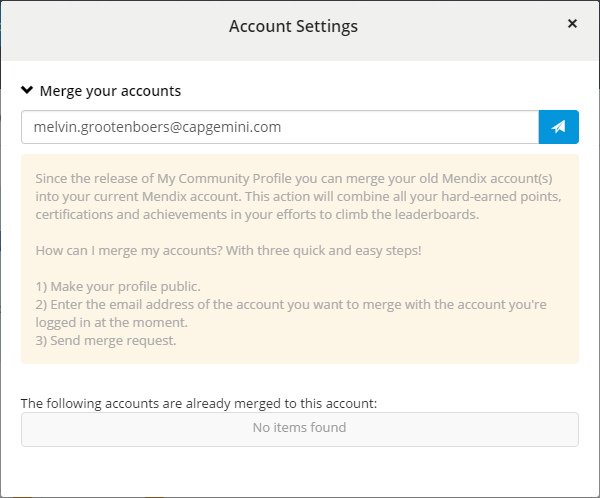 Account Settings
×
Merge your accounts
melvin.grootenboers@capgemini.com
Since the release of My Community Profile you can merge your old Mendix account(s)
into your current Mendix account. This action will combine all your hard-earned points,
certifications and achievements in your efforts to climb the leaderboards.
How can I merge my accounts? With three quick and easy steps!
1) Make your profile public.
2) Enter the email address of the account you want to merge with the account you're
logged in at the moment.
3) Send merge request.
The following accounts are already merged to this account:
No items found